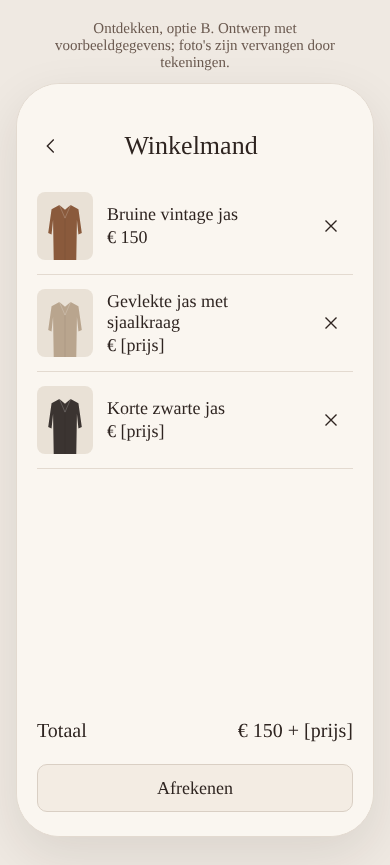 Ontdekken, optie B. Ontwerp met
voorbeeldgegevens; foto's zijn vervangen door
tekeningen.
Winkelmand
Bruine vintage jas
€ 150
Gevlekte jas met
sjaalkraag
€ [prijs]
Korte zwarte jas
€ [prijs]
Totaal € 150 + [prijs]
Afrekenen